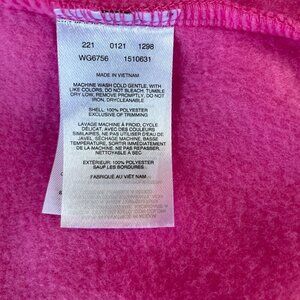 221 0121 1298
WG6756 1510631
MADE IN VIETNAM
MACHINE WASH COLD GENTLE, WITH
LIKE COLORS, DO NOT BLEACH; TUMBLE
DRY LOW, REMOVE PROMPTLY, DO NOT
IRON, DRYCLEANABLE
SHELL: 100% POLYESTER
EXCLUSIVE OF TRIMMING
LAVAGE MACHINE À FROID, CYCLE
DÉLICAT, AVEC DES COULEURS
SIMILAIRES, NE PAS UTILISER D'EAU DE
JAVEL, SÉCHAGE MACHINE, BASSE
TEMPÉRATURE, SORTIR IMMÉDIATEMENT
DE LA MACHINE, NE PAS REPASSER,
NETTOYAGE À SEC
EXTÉRIEUR: 100% POLYESTER
SAUF LES BORDURES
FABRIQUÉ AU VIÊT NAM